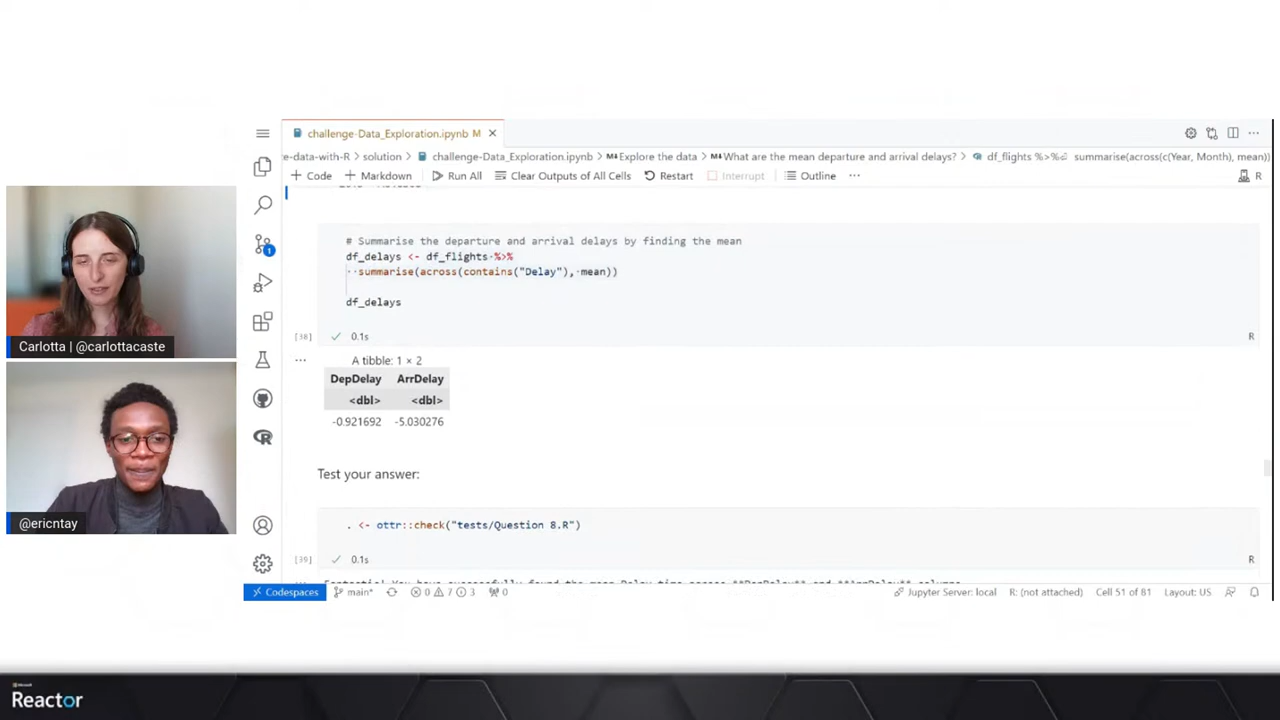 challenge-Data_Exploration.ipynb M
e-data-with-R > solution > challenge-Data_Exploration.ipynb > M↓Explore the data > M↓What are the mean departure and arrival delays? > df_flights %>% summarise(across(c(Year, Month), mean))
+ Code + Markdown Run All Clear Outputs of All Cells Restart Interrupt Outline ··· R
# Summarise the departure and arrival delays by finding the mean
df_delays <- df_flights %>%
summarise(across(contains("Delay"), mean))
df_delays
[38] 0.1s R
A tibble: 1 × 2
DepDelay ArrDelay
<dbl> <dbl>
-0.921692 -5.030276
Test your answer:
. <- ottr::check("tests/Question 8.R")
[39] 0.1s R
1
R
Carlotta | @carlottacaste
@ericntay
Codespaces main* 0 7 3 0 Jupyter Server: local R: (not attached) Cell 51 of 81 Layout: US
Microsoft
Reactor